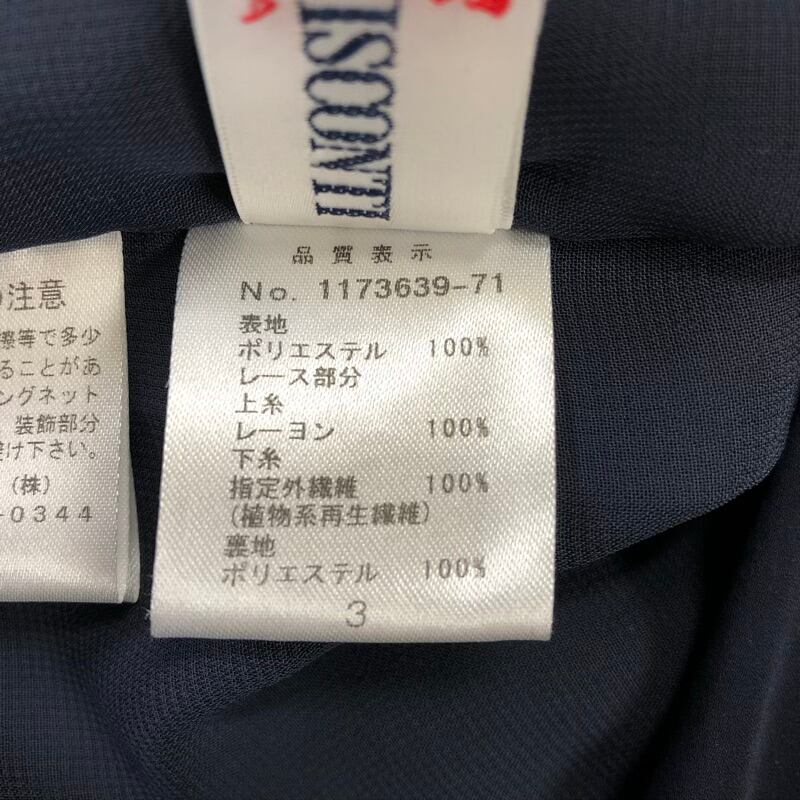 ISCONTI
品質表示
No. 1173639-71
表地
ポリエステル 100%
レース部分
上糸
レーヨン 100%
下糸
指定外繊維 100%
(植物系再生繊維)
裏地
ポリエステル 100%
3
の注意
擦等で多少
ることがあ
ングネット
装飾部分
け下さい。
(株)
-0344